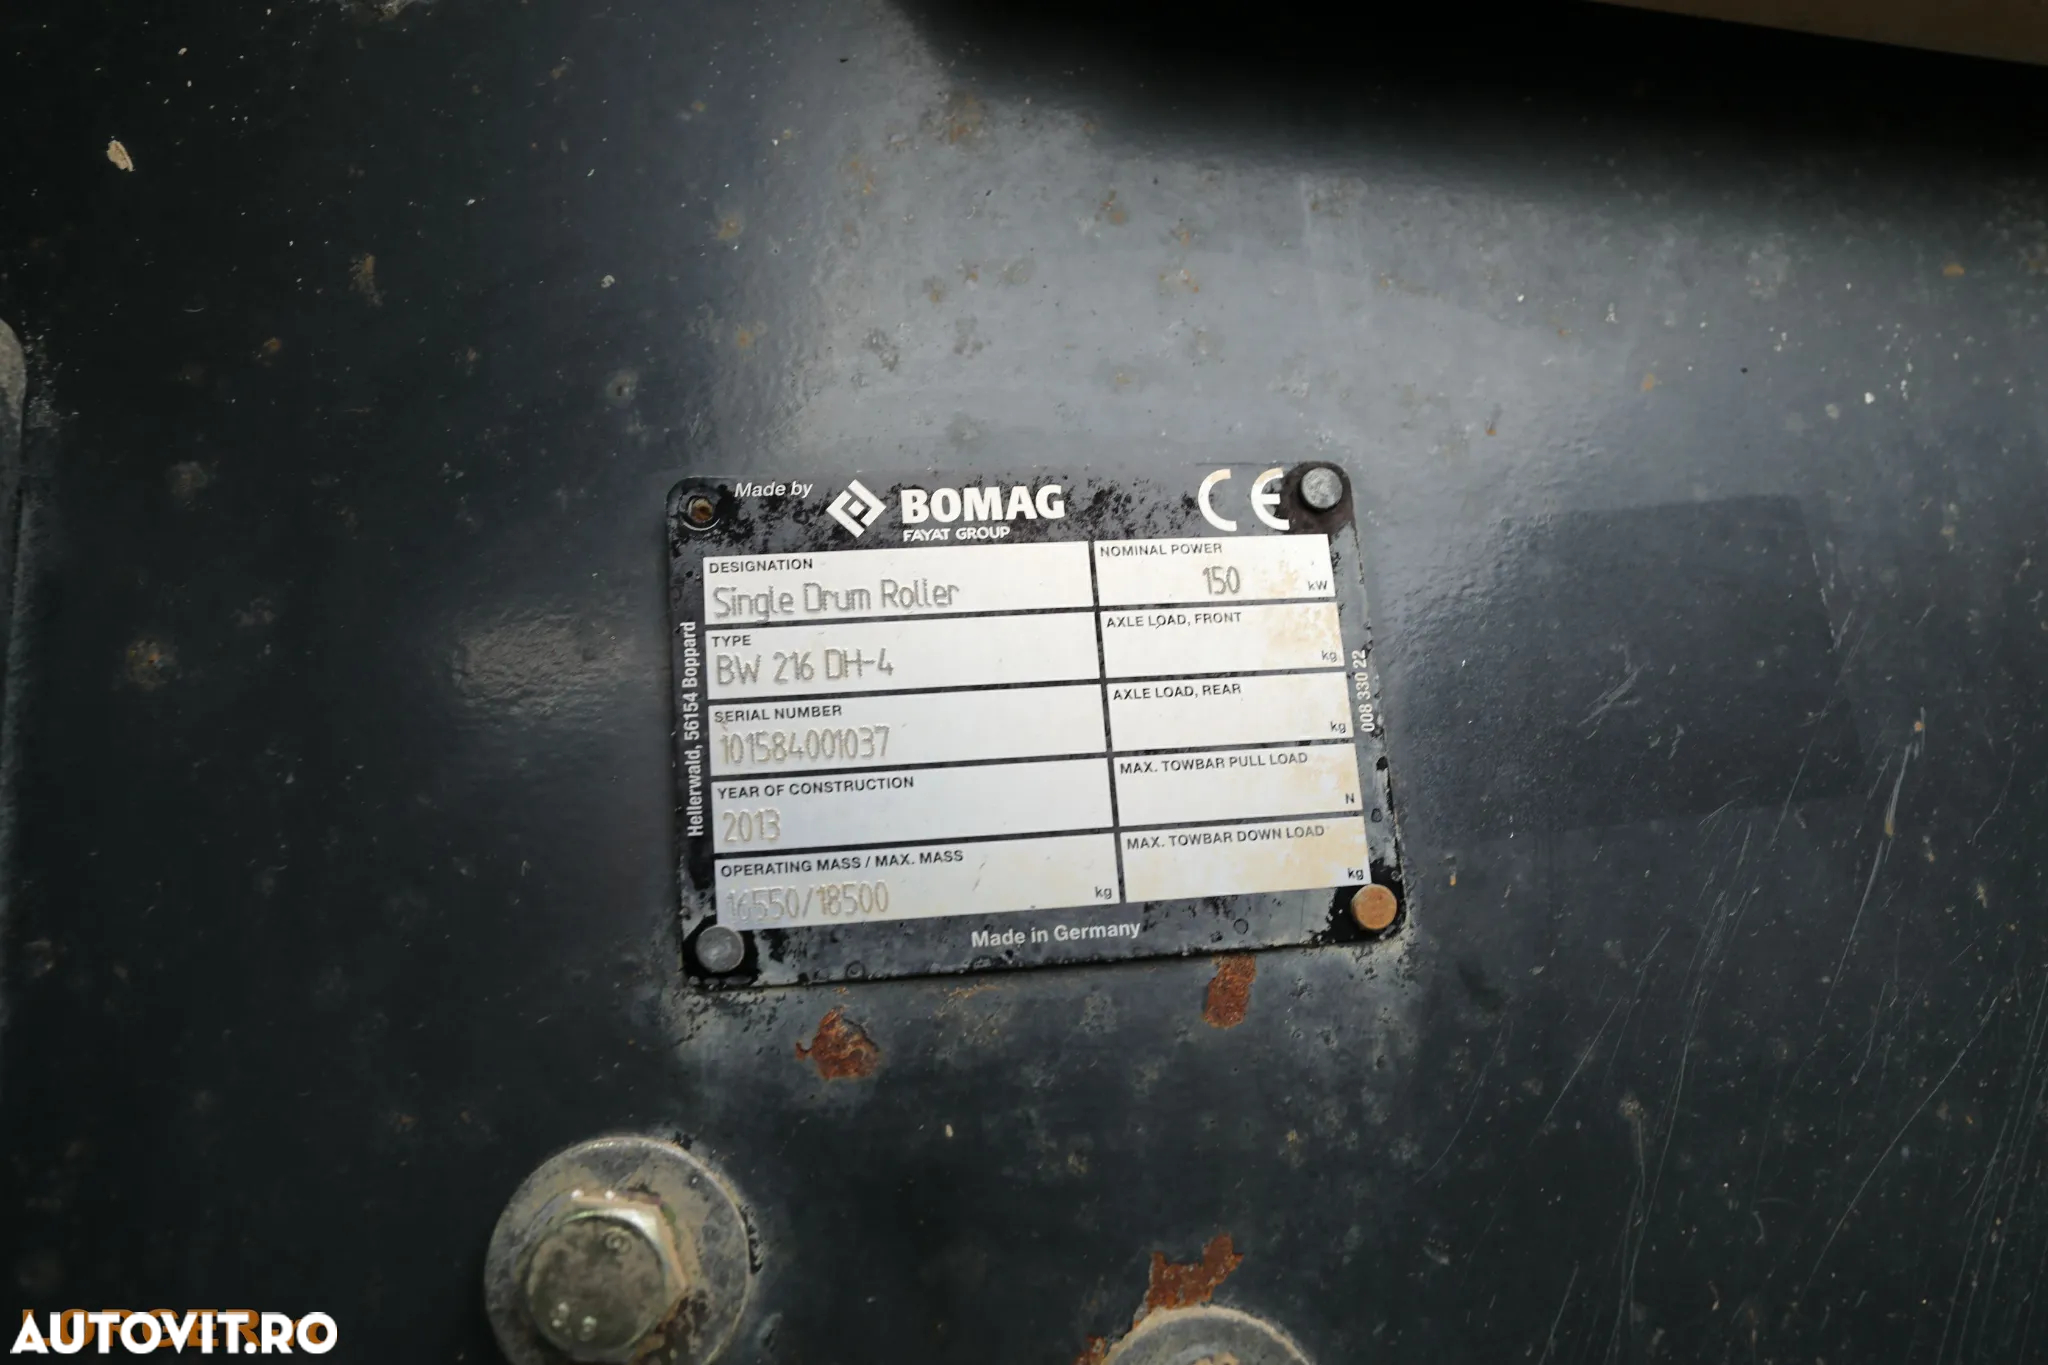 Made by BOMAG CE
FAYAT GROUP
DESIGNATION
Single Drum Roller
NOMINAL POWER
150 kW
TYPE
BW 216 DH-4
AXLE LOAD, FRONT
kg
SERIAL NUMBER
101584001037
AXLE LOAD, REAR
kg
YEAR OF CONSTRUCTION
2013
MAX. TOWBAR PULL LOAD
N
OPERATING MASS / MAX. MASS
16550/18500 kg
MAX. TOWBAR DOWN LOAD
kg
Made in Germany
Hellerwald, 56154 Boppard
008 330 22
AUTOVIT.RO